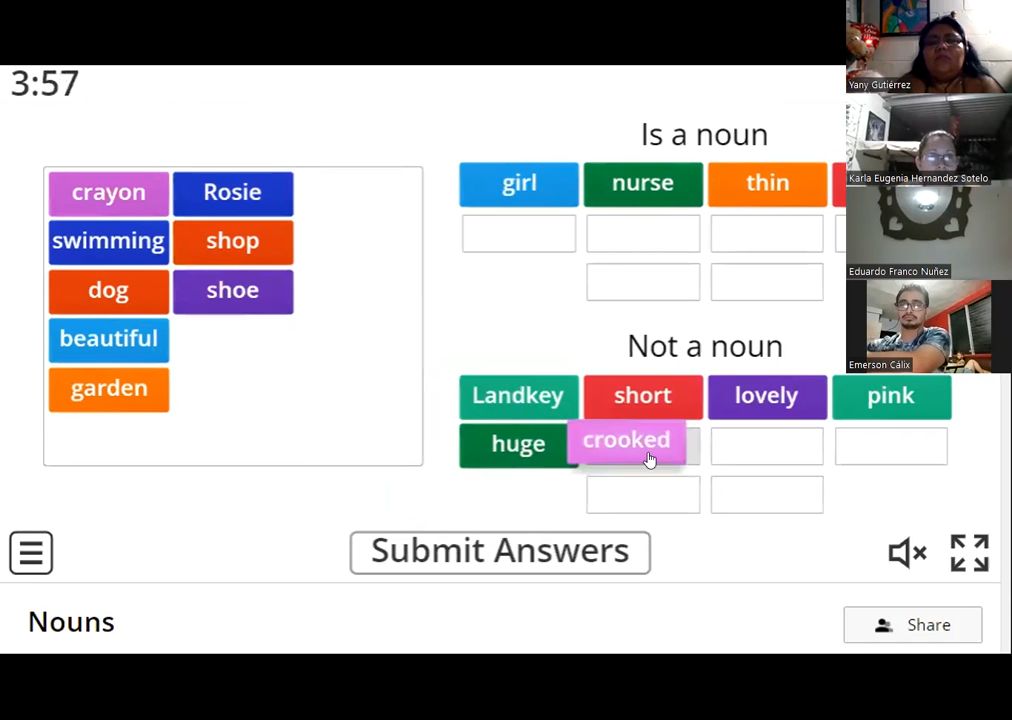 3:57
Is a noun
crayon Rosie
girl nurse thin
swimming shop
dog shoe
beautiful
garden
Not a noun
Landkey short lovely pink
huge crooked
Submit Answers
Nouns
Share
Yany Gutiérrez
Karla Eugenia Hernandez Sotelo
Eduardo Franco Nuñez
Emerson Cálix